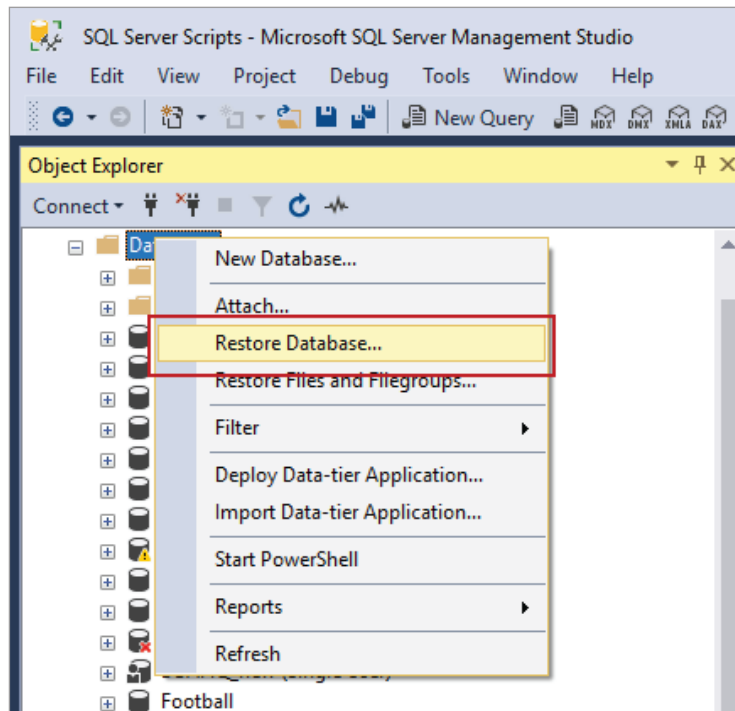 SQL Server Scripts - Microsoft SQL Server Management Studio
File Edit View Project Debug Tools Window Help
New Query MDX DMX XMLA DAX
Object Explorer
Connect
New Database...
Attach...
Restore Database...
Restore Files and Filegroups...
Filter
Deploy Data-tier Application...
Import Data-tier Application...
Start PowerShell
Reports
Refresh
Football